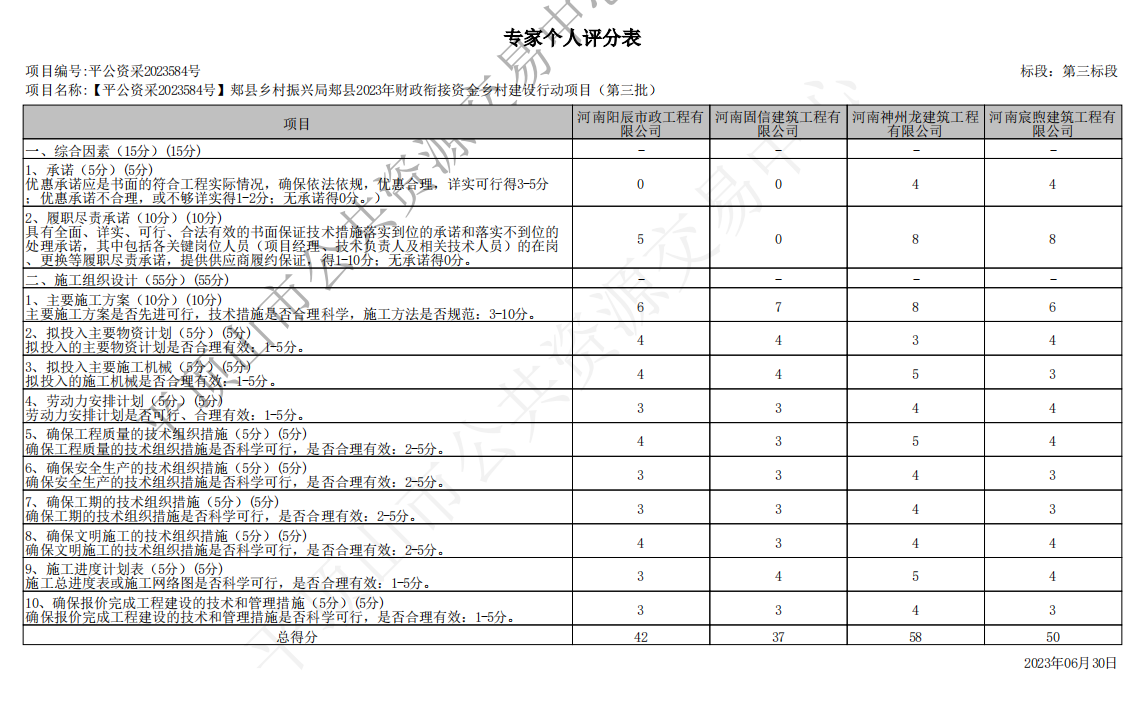 专家个人评分表
项目编号:平公资采2023584号 标段：第三标段
项目名称:【平公资采2023584号】郏县乡村振兴局郏县2023年财政衔接资金乡村建设行动项目（第三批）
项目 河南阳辰市政工程有限公司 河南固信建筑工程有限公司 河南神州龙建筑工程有限公司 河南宸煦建筑工程有限公司
一、综合因素（15分）(15分) － － － －
1、承诺（5分）(5分)
优惠承诺应是书面的符合工程实际情况，确保依法依规，优惠合理，详实可行得3-5分
；优惠承诺不合理，或不够详实得1-2分；无承诺得0分。） 0 0 4 4
2、履职尽责承诺（10分）(10分)
具有全面、详实、可行、合法有效的书面保证技术措施落实到位的承诺和落实不到位的
处理承诺，其中包括各关键岗位人员（项目经理、技术负责人及相关技术人员）的在岗
、更换等履职尽责承诺，提供供应商履约保证，得1-10分；无承诺得0分。 5 0 8 8
二、施工组织设计（55分）(55分) － － － －
1、主要施工方案（10分）(10分)
主要施工方案是否先进可行，技术措施是否合理科学，施工方法是否规范：3-10分。 6 7 8 6
2、拟投入主要物资计划（5分）(5分)
拟投入的主要物资计划是否合理有效：1-5分。 4 4 3 4
3、拟投入主要施工机械（5分）(5分)
拟投入的施工机械是否合理有效：1-5分。 4 4 5 3
4、劳动力安排计划（5分）(5分)
劳动力安排计划是否可行、合理有效：1-5分。 3 3 4 4
5、确保工程质量的技术组织措施（5分）(5分)
确保工程质量的技术组织措施是否科学可行，是否合理有效：2-5分。 4 3 5 4
6、确保安全生产的技术组织措施（5分）(5分)
确保安全生产的技术组织措施是否科学可行，是否合理有效：2-5分。 3 3 4 3
7、确保工期的技术组织措施（5分）(5分)
确保工期的技术组织措施是否科学可行，是否合理有效：2-5分。 3 3 4 3
8、确保文明施工的技术组织措施（5分）(5分)
确保文明施工的技术组织措施是否科学可行，是否合理有效：2-5分。 4 3 4 4
9、施工进度计划表（5分）(5分)
施工总进度表或施工网络图是否科学可行，是否合理有效：1-5分。 3 4 5 4
10、确保报价完成工程建设的技术和管理措施（5分）(5分)
确保报价完成工程建设的技术和管理措施是否科学可行，是否合理有效：1-5分。 3 3 4 3
总得分 42 37 58 50
2023年06月30日
平顶山市公共资源交易中心
平顶山市公共资源交易中心